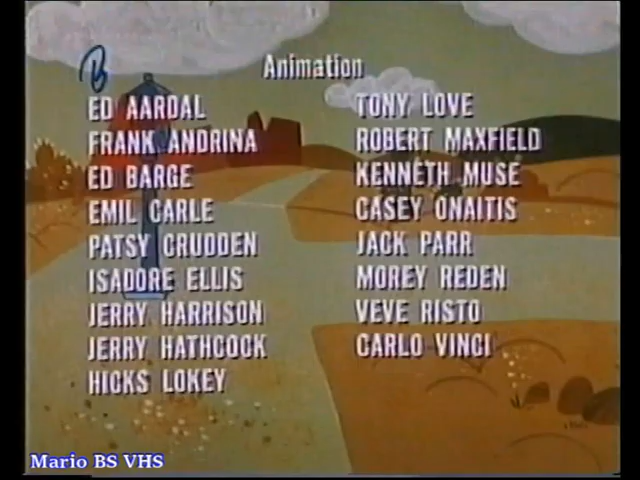 B
Animation
ED AARDAL
FRANK ANDRINA
ED BARGE
EMIL CARLE
PATSY CRUDDEN
ISADORE ELLIS
JERRY HARRISON
JERRY HATHCOCK
HICKS LOKEY
TONY LOVE
ROBERT MAXFIELD
KENNETH MUSE
CASEY ONAITIS
JACK PARR
MOREY REDEN
VEVE RISTO
CARLO VINCI
Mario BS VHS